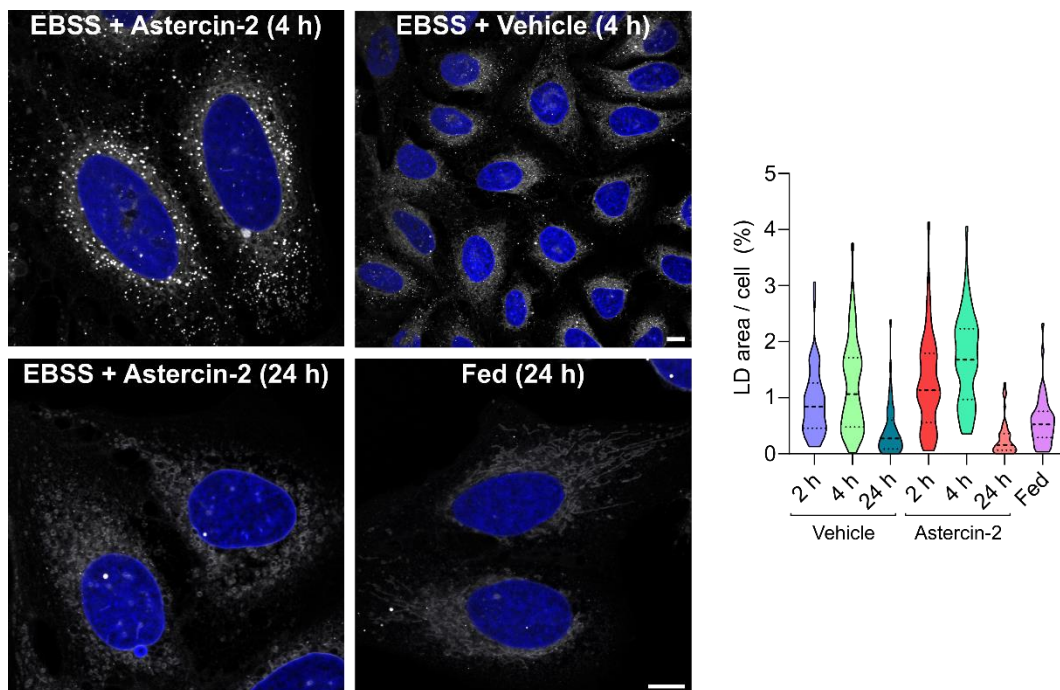 EBSS + Astercin-2 (4 h)
EBSS + Vehicle (4 h)
EBSS + Astercin-2 (24 h)
Fed (24 h)
LD area / cell (%)
5
4
3
2
1
0
2 h
4 h
24 h
2 h
4 h
24 h
Fed
Vehicle
Astercin-2